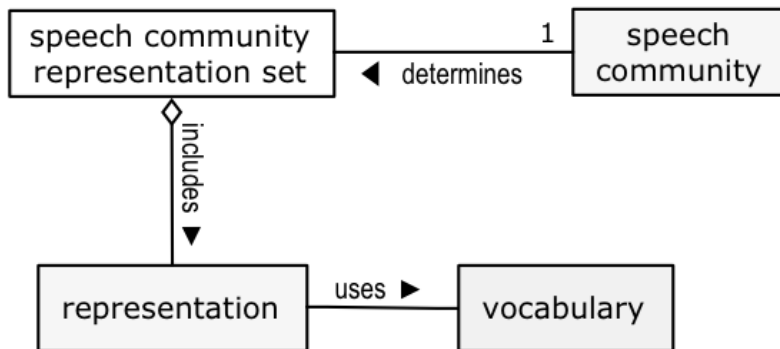 speech community
representation set
1
◄ determines
speech
community
includes ►
representation
uses ►
vocabulary